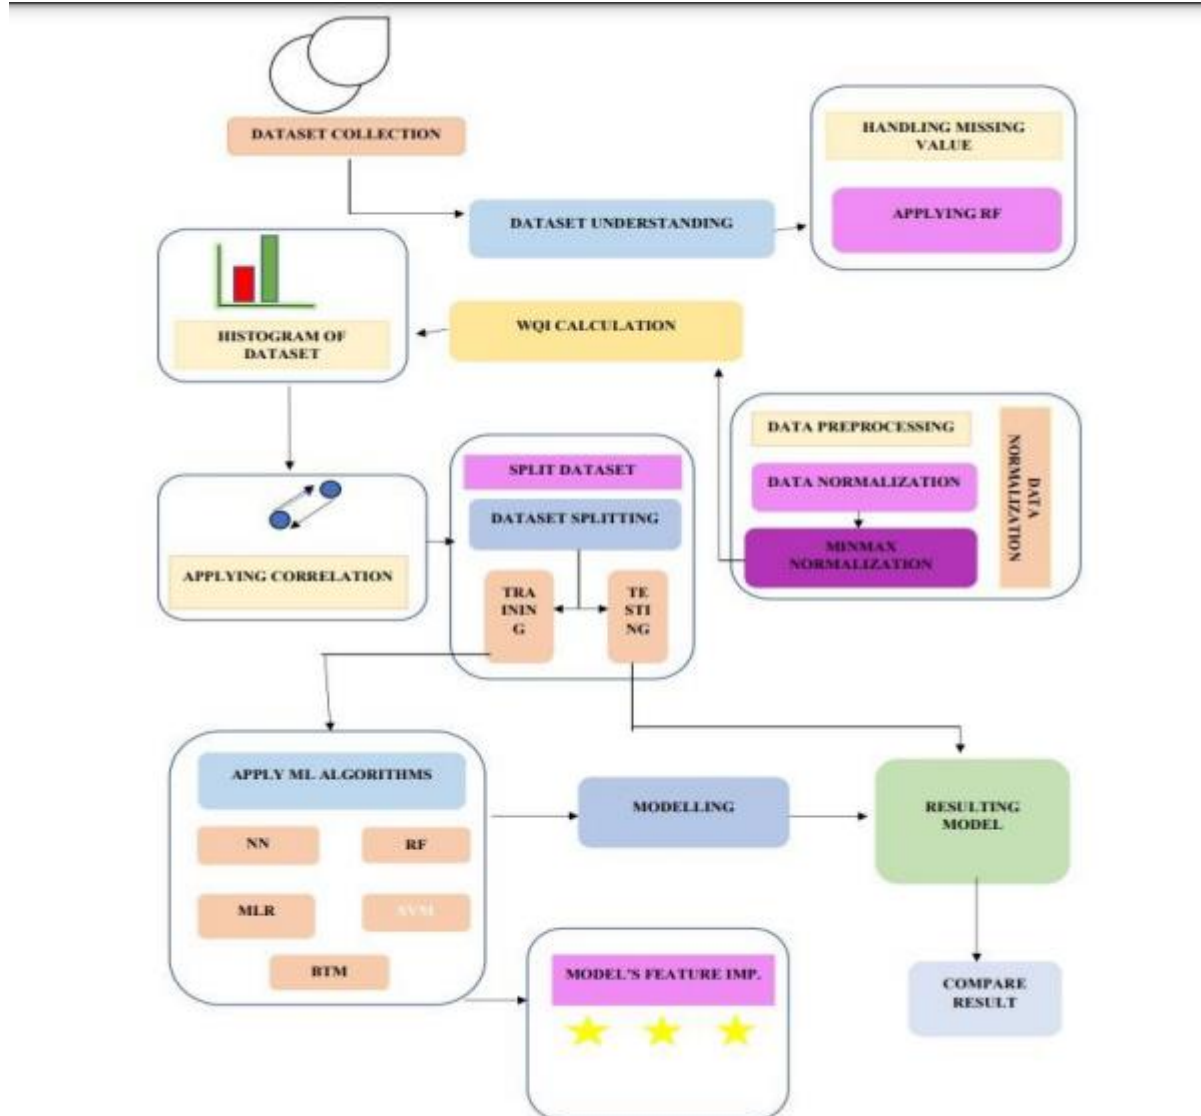 DATASET COLLECTION
HANDLING MISSING
VALUE
APPLYING RF
DATASET UNDERSTANDING
WQI CALCULATION
HISTOGRAM OF
DATASET
DATA PREPROCESSING
DATA NORMALIZATION
MINMAX
NORMALIZATION
DATA
NORMALIZATION
SPLIT DATASET
DATASET SPLITTING
TRA
ININ
G
TE
STI
NG
APPLYING CORRELATION
APPLY ML ALGORITHMS
NN
RF
MLR
SVM
BTM
MODELLING
RESULTING
MODEL
MODEL'S FEATURE IMP.
COMPARE
RESULT